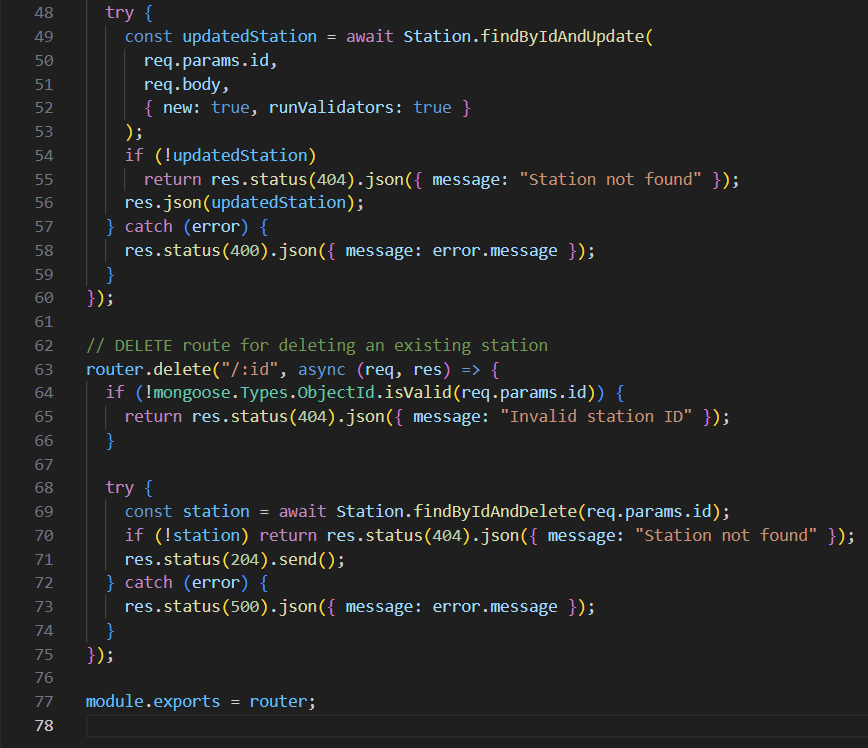 48 try {
49 const updatedStation = await Station.findByIdAndUpdate(
50 req.params.id,
51 req.body,
52 { new: true, runValidators: true }
53 );
54 if (!updatedStation)
55 return res.status(404).json({ message: "Station not found" });
56 res.json(updatedStation);
57 } catch (error) {
58 res.status(400).json({ message: error.message });
59 }
60 });
61
62 // DELETE route for deleting an existing station
63 router.delete("/:id", async (req, res) => {
64 if (!mongoose.Types.ObjectId.isValid(req.params.id)) {
65 return res.status(404).json({ message: "Invalid station ID" });
66 }
67
68 try {
69 const station = await Station.findByIdAndDelete(req.params.id);
70 if (!station) return res.status(404).json({ message: "Station not found" });
71 res.status(204).send();
72 } catch (error) {
73 res.status(500).json({ message: error.message });
74 }
75 });
76
77 module.exports = router;
78